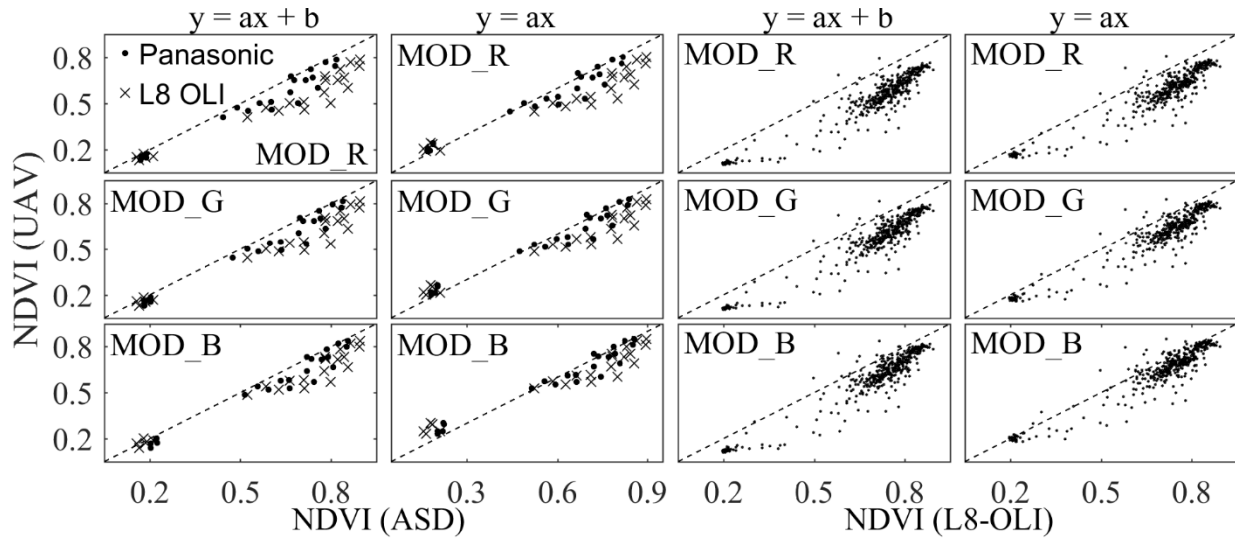 y = ax + b y = ax y = ax + b y = ax
0.8 • Panasonic MOD_R MOD_R MOD_R
0.5 × L8 OLI
0.2 MOD_R
MOD_G MOD_G MOD_G MOD_G
0.8
0.5
0.2
MOD_B MOD_B MOD_B MOD_B
0.8
0.5
0.2
NDVI (UAV)
0.2 0.5 0.8 0.3 0.6 0.9 0.2 0.5 0.8 0.2 0.5 0.8
NDVI (ASD) NDVI (L8-OLI)